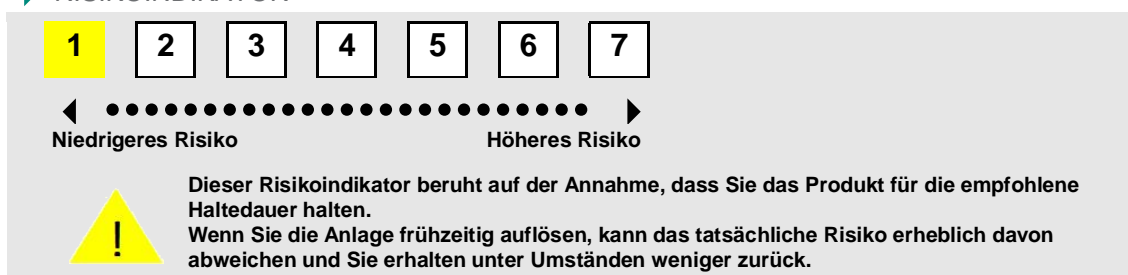 RISIKOINDIKATOR
1 2 3 4 5 6 7
Niedrigeres Risiko Höheres Risiko
!
Dieser Risikoindikator beruht auf der Annahme, dass Sie das Produkt für die empfohlene
Haltedauer halten.
Wenn Sie die Anlage frühzeitig auflösen, kann das tatsächliche Risiko erheblich davon
abweichen und Sie erhalten unter Umständen weniger zurück.